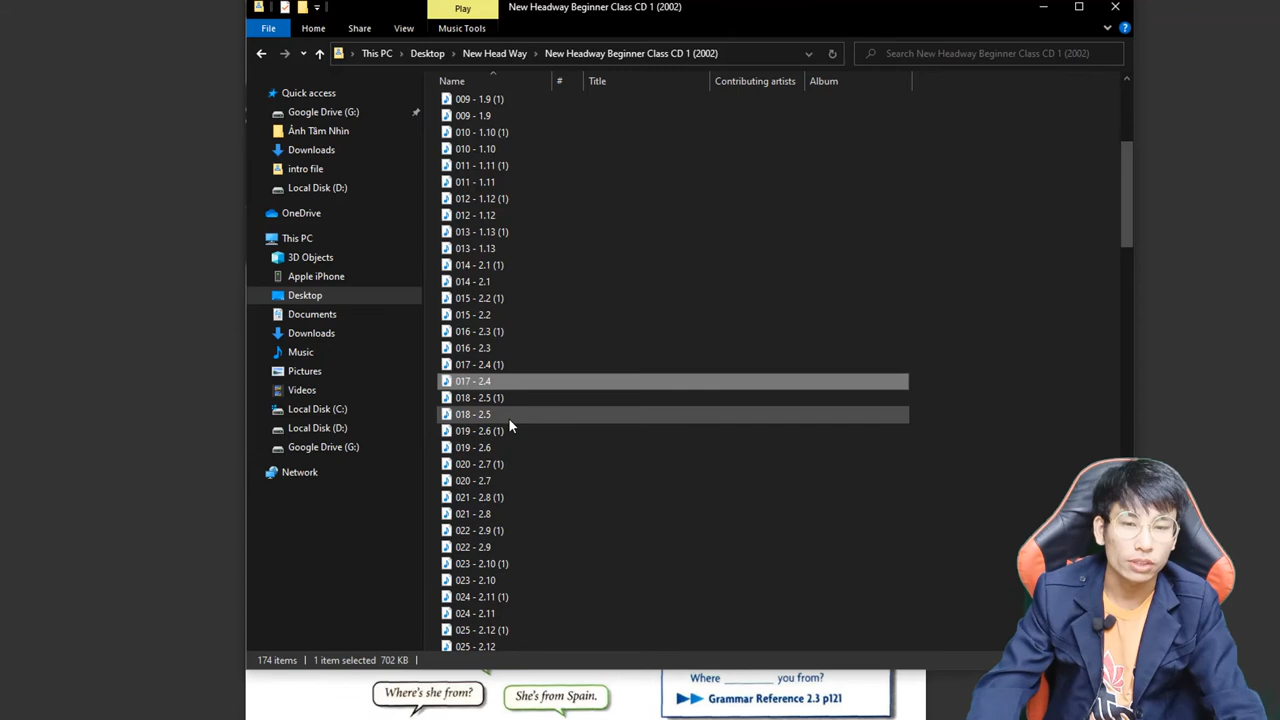 Play
New Headway Beginner Class CD 1 (2002)
File
Home
Share
View
Music Tools
This PC
Desktop
New Head Way
New Headway Beginner Class CD 1 (2002)
Search New Headway Beginner Class CD 1 (2002)
Quick access
Google Drive (G:)
Ảnh Tầm Nhìn
Downloads
intro file
Local Disk (D:)
OneDrive
This PC
3D Objects
Apple iPhone
Desktop
Documents
Downloads
Music
Pictures
Videos
Local Disk (C:)
Local Disk (D:)
Google Drive (G:)
Network
Name # Title Contributing artists Album
009 - 1.9 (1)
009 - 1.9
010 - 1.10 (1)
010 - 1.10
011 - 1.11 (1)
011 - 1.11
012 - 1.12 (1)
012 - 1.12
013 - 1.13 (1)
013 - 1.13
014 - 2.1 (1)
014 - 2.1
015 - 2.2 (1)
015 - 2.2
016 - 2.3 (1)
016 - 2.3
017 - 2.4 (1)
017 - 2.4
018 - 2.5 (1)
018 - 2.5
019 - 2.6 (1)
019 - 2.6
020 - 2.7 (1)
020 - 2.7
021 - 2.8 (1)
021 - 2.8
022 - 2.9 (1)
022 - 2.9
023 - 2.10 (1)
023 - 2.10
024 - 2.11 (1)
024 - 2.11
025 - 2.12 (1)
025 - 2.12
174 items
1 item selected 702 KB
Where's she from?
She's from Spain.
Where ________ you from?
Grammar Reference 2.3 p121